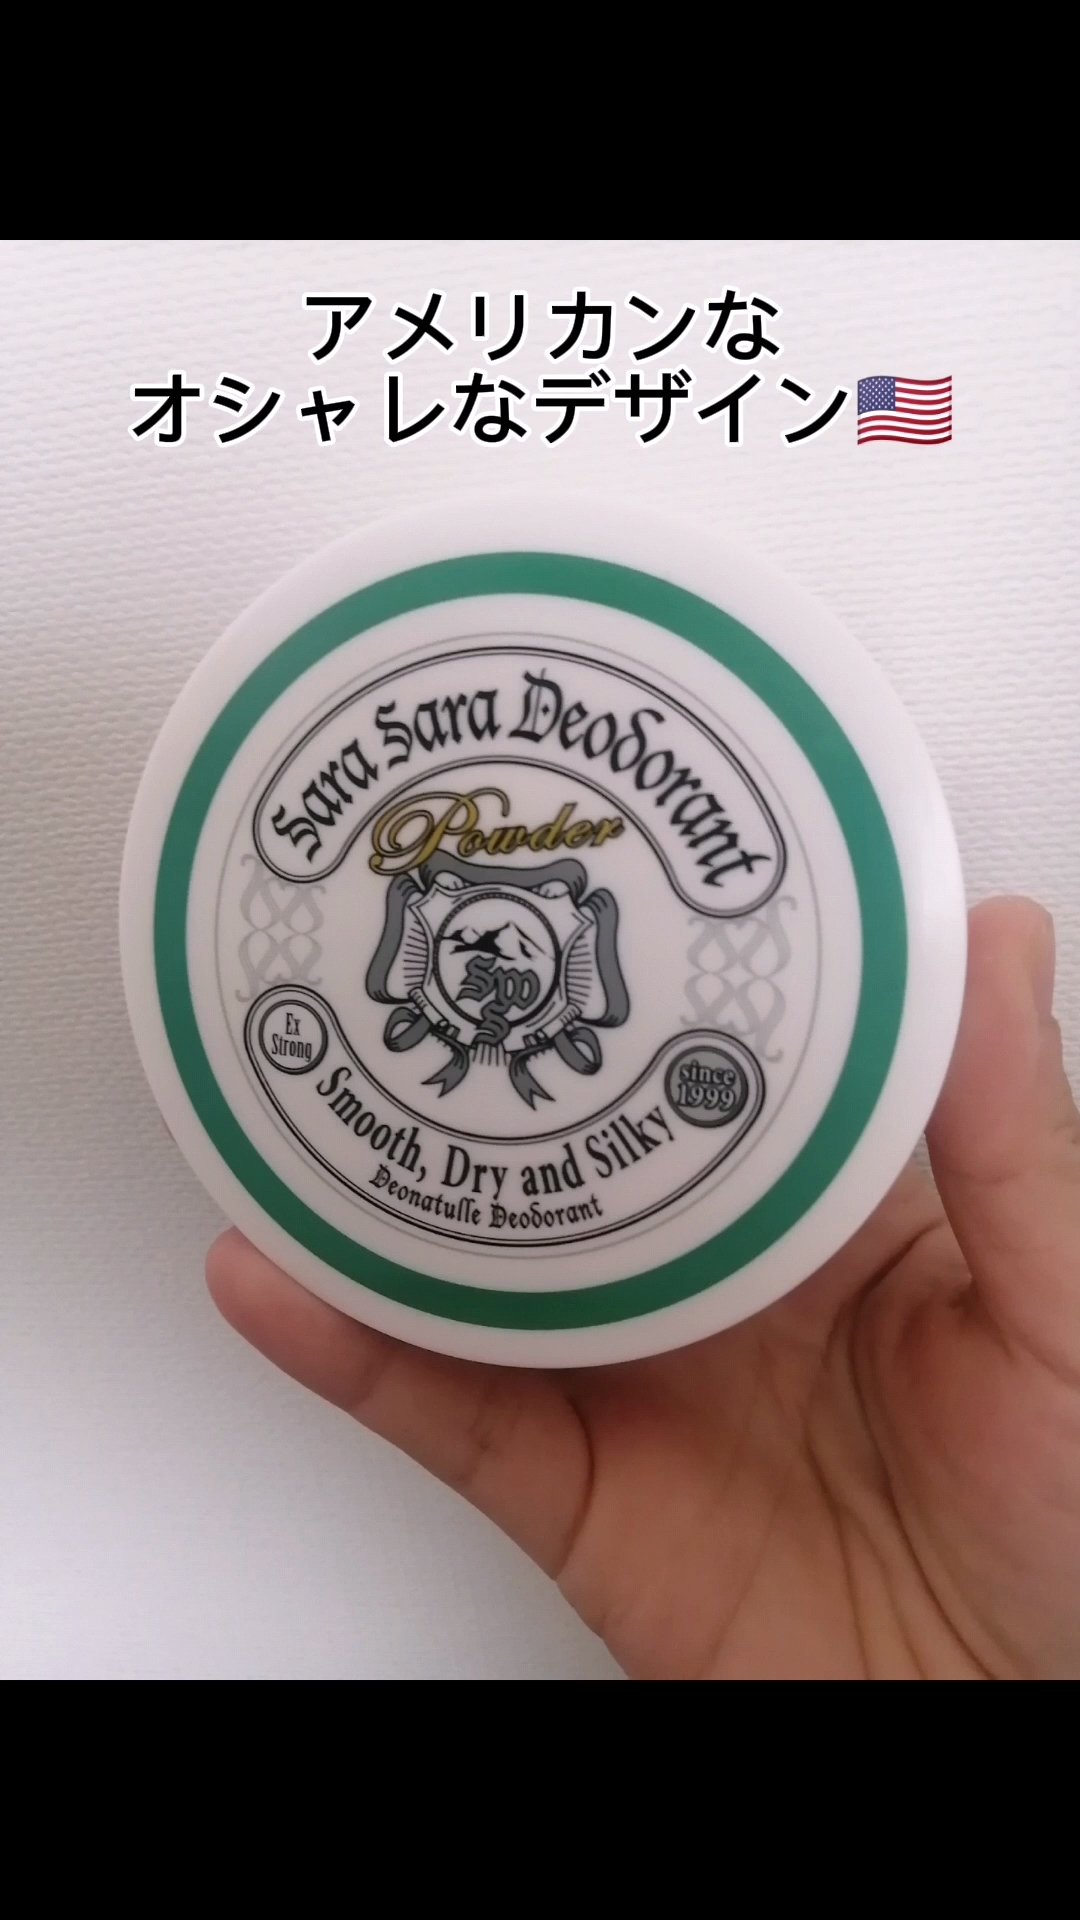 アメリカンな
オシャレなデザイン🇺🇸
Sara Sara Deodorant
Powder
SWS
Ex
Strong
since
1999
Smooth, Dry and Silky
Deonatulle Deodorant